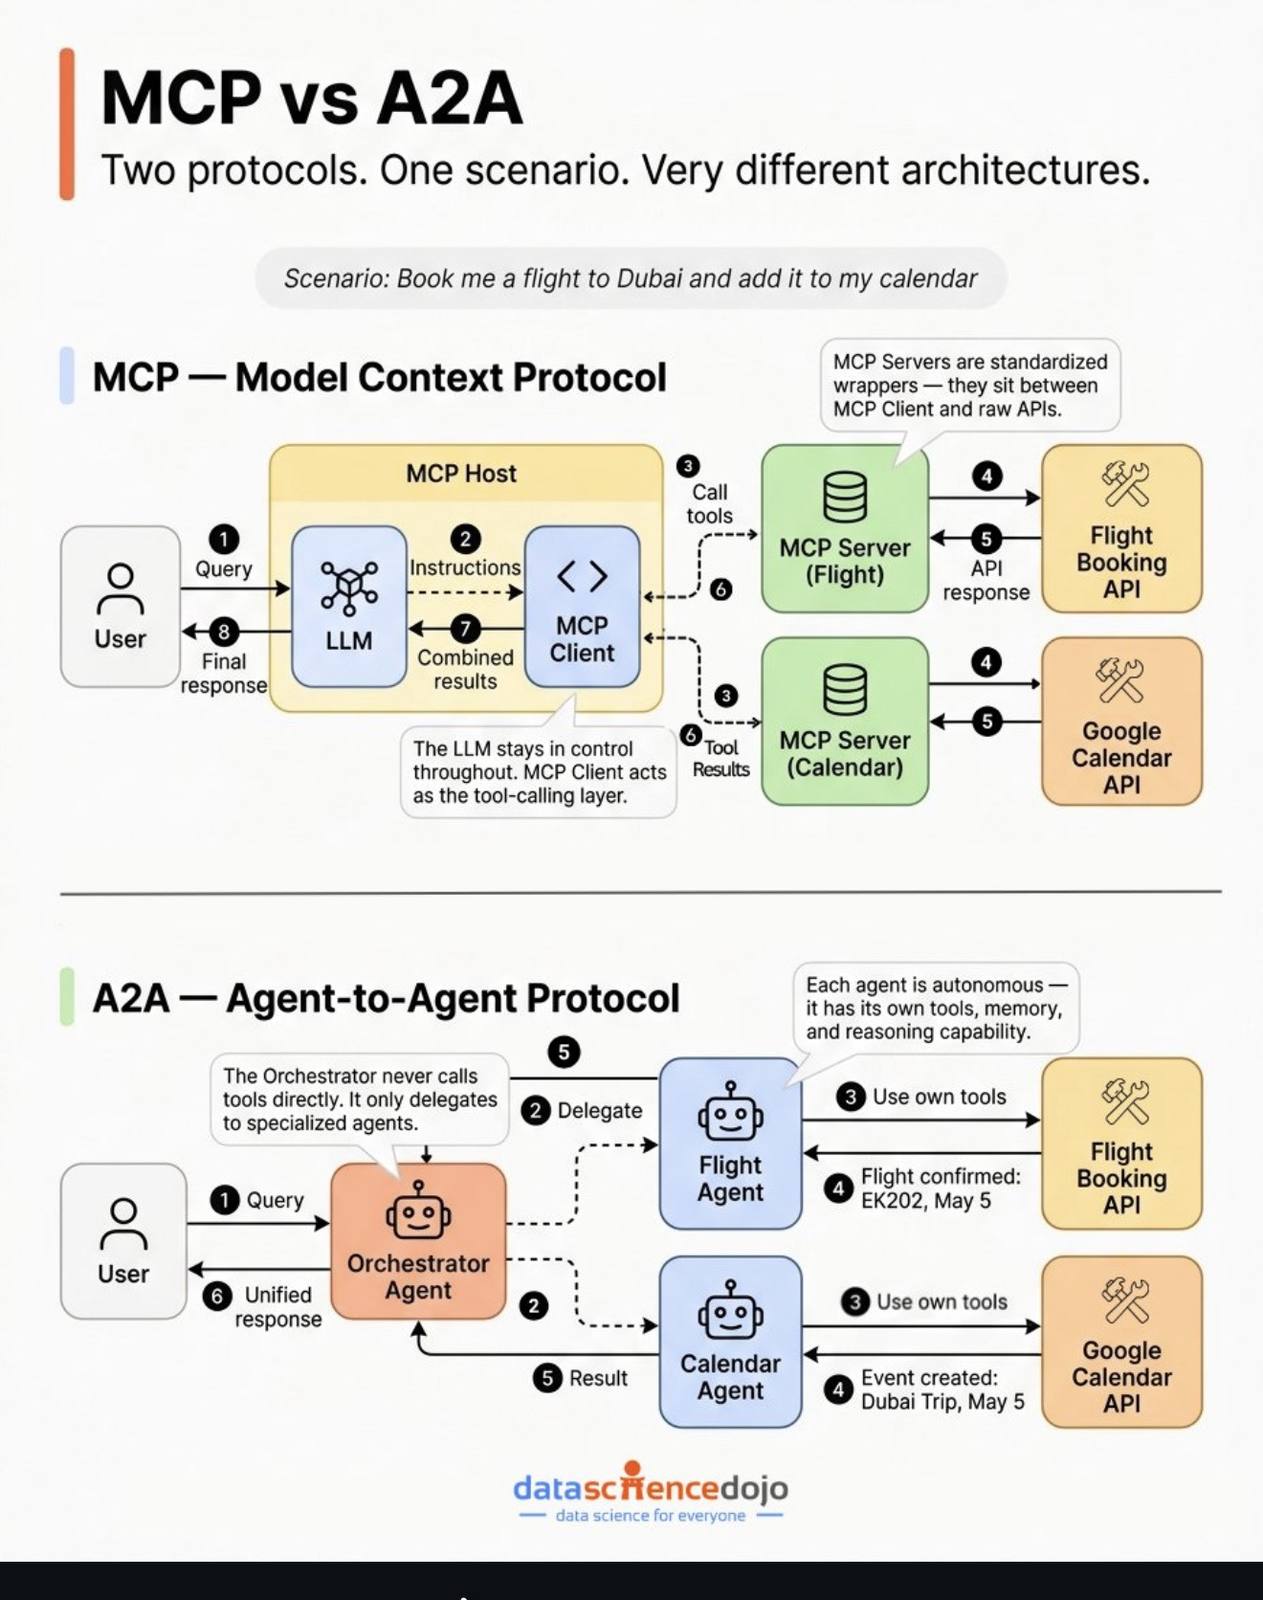 MCP vs A2A
Two protocols. One scenario. Very different architectures.
Scenario: Book me a flight to Dubai and add it to my calendar
MCP — Model Context Protocol
MCP Servers are standardized
wrappers — they sit between
MCP Client and raw APIs.
MCP Host
User
1
Query
8
Final
response
LLM
2
Instructions
7
Combined
results
MCP
Client
3
Call
tools
6
3
6
Tool
Results
MCP Server
(Flight)
4
5
API
response
Flight
Booking
API
MCP Server
(Calendar)
4
5
Google
Calendar
API
The LLM stays in control
throughout. MCP Client acts
as the tool-calling layer.
A2A — Agent-to-Agent Protocol
Each agent is autonomous —
it has its own tools, memory,
and reasoning capability.
The Orchestrator never calls
tools directly. It only delegates
to specialized agents.
5
2 Delegate
User
1 Query
6 Unified
response
Orchestrator
Agent
2
5 Result
Flight
Agent
3 Use own tools
4 Flight confirmed:
EK202, May 5
Flight
Booking
API
Calendar
Agent
3 Use own tools
4 Event created:
Dubai Trip, May 5
Google
Calendar
API
datasciencedojo
data science for everyone